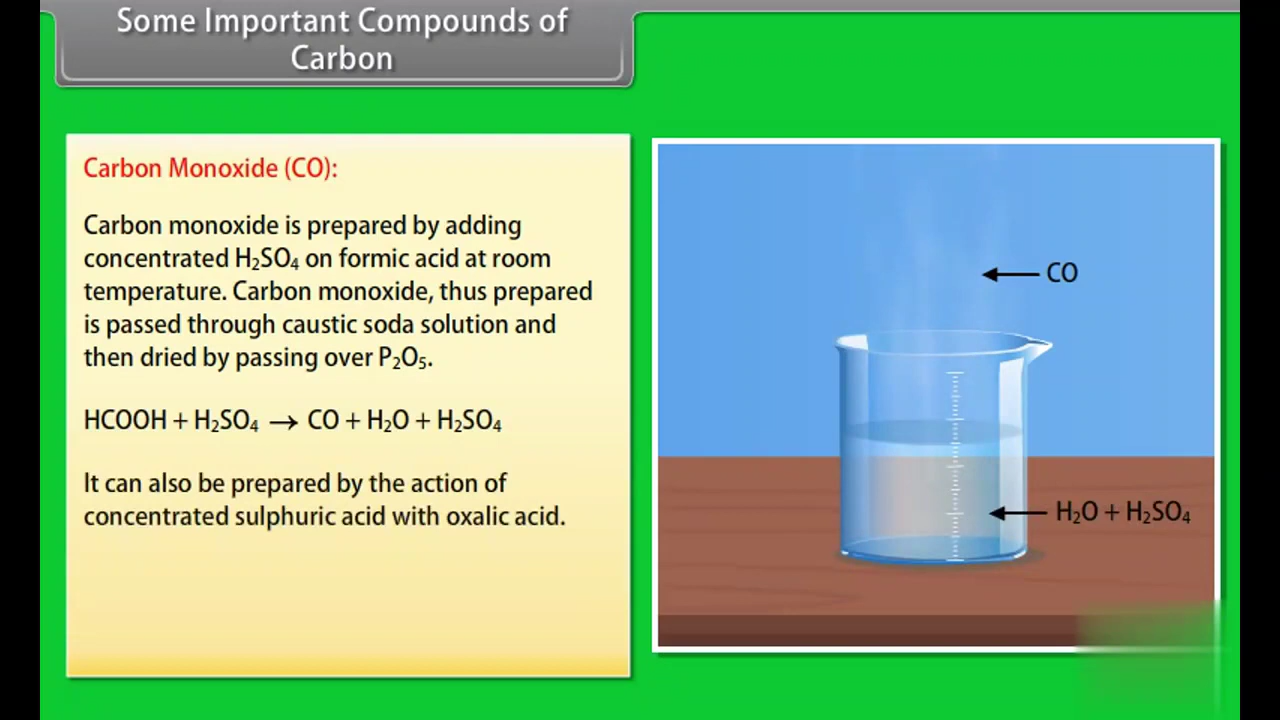 Some Important Compounds of
Carbon
Carbon Monoxide (CO):
Carbon monoxide is prepared by adding
concentrated H₂SO₄ on formic acid at room
temperature. Carbon monoxide, thus prepared
is passed through caustic soda solution and
then dried by passing over P₂O₅.
HCOOH + H₂SO₄ → CO + H₂O + H₂SO₄
It can also be prepared by the action of
concentrated sulphuric acid with oxalic acid.
CO
H₂O + H₂SO₄